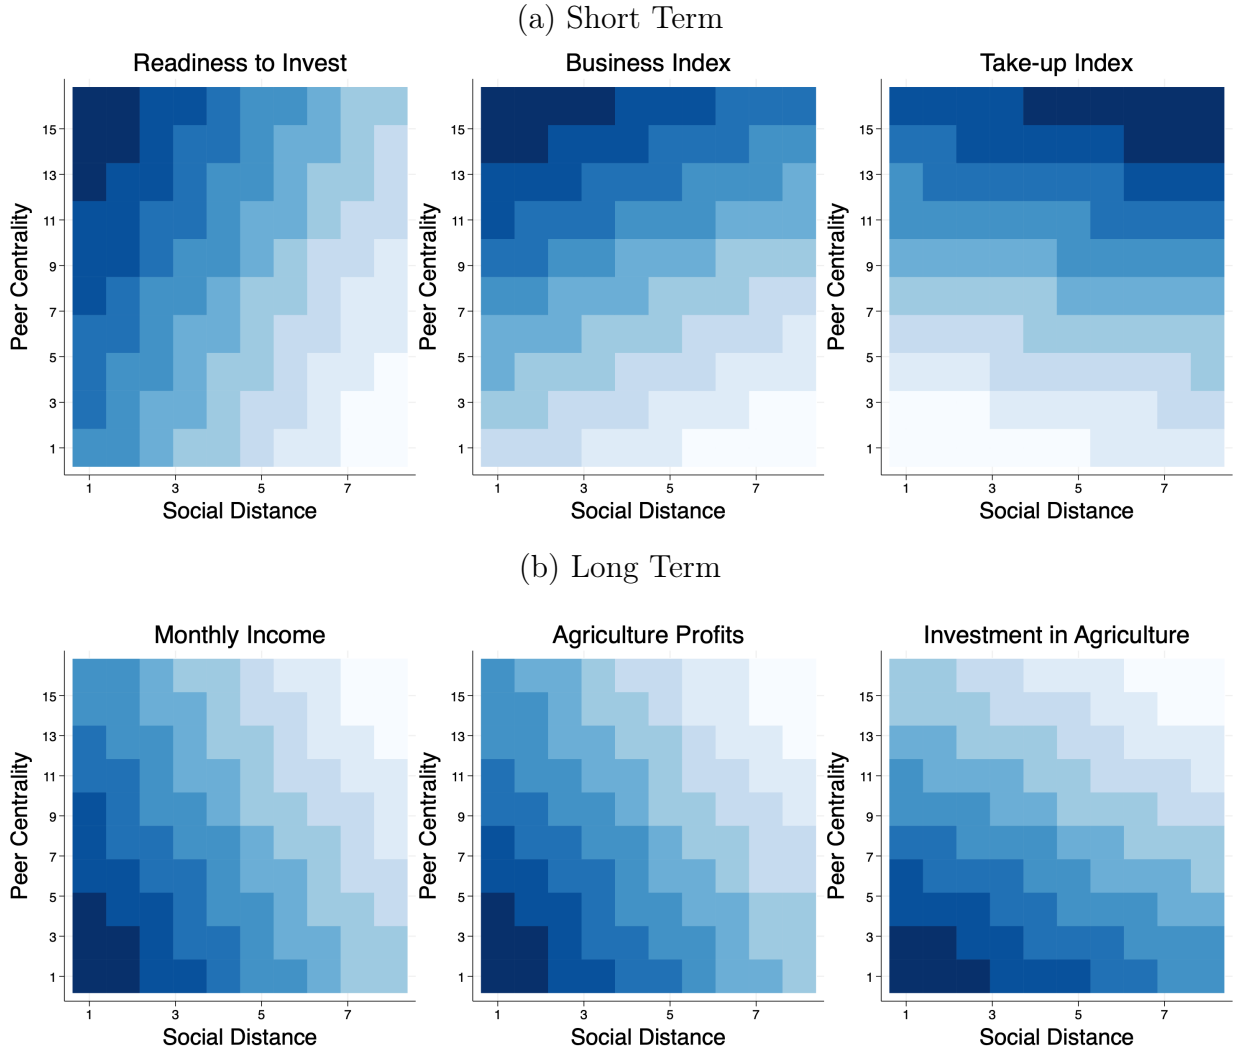 (a) Short Term
Readiness to Invest
Business Index
Take-up Index
Peer Centrality
15
13
11
9
7
5
3
1
1 3 5 7
Social Distance
Peer Centrality
15
13
11
9
7
5
3
1
1 3 5 7
Social Distance
Peer Centrality
15
13
11
9
7
5
3
1
1 3 5 7
Social Distance
(b) Long Term
Monthly Income
Agriculture Profits
Investment in Agriculture
Peer Centrality
15
13
11
9
7
5
3
1
1 3 5 7
Social Distance
Peer Centrality
15
13
11
9
7
5
3
1
1 3 5 7
Social Distance
Peer Centrality
15
13
11
9
7
5
3
1
1 3 5 7
Social Distance